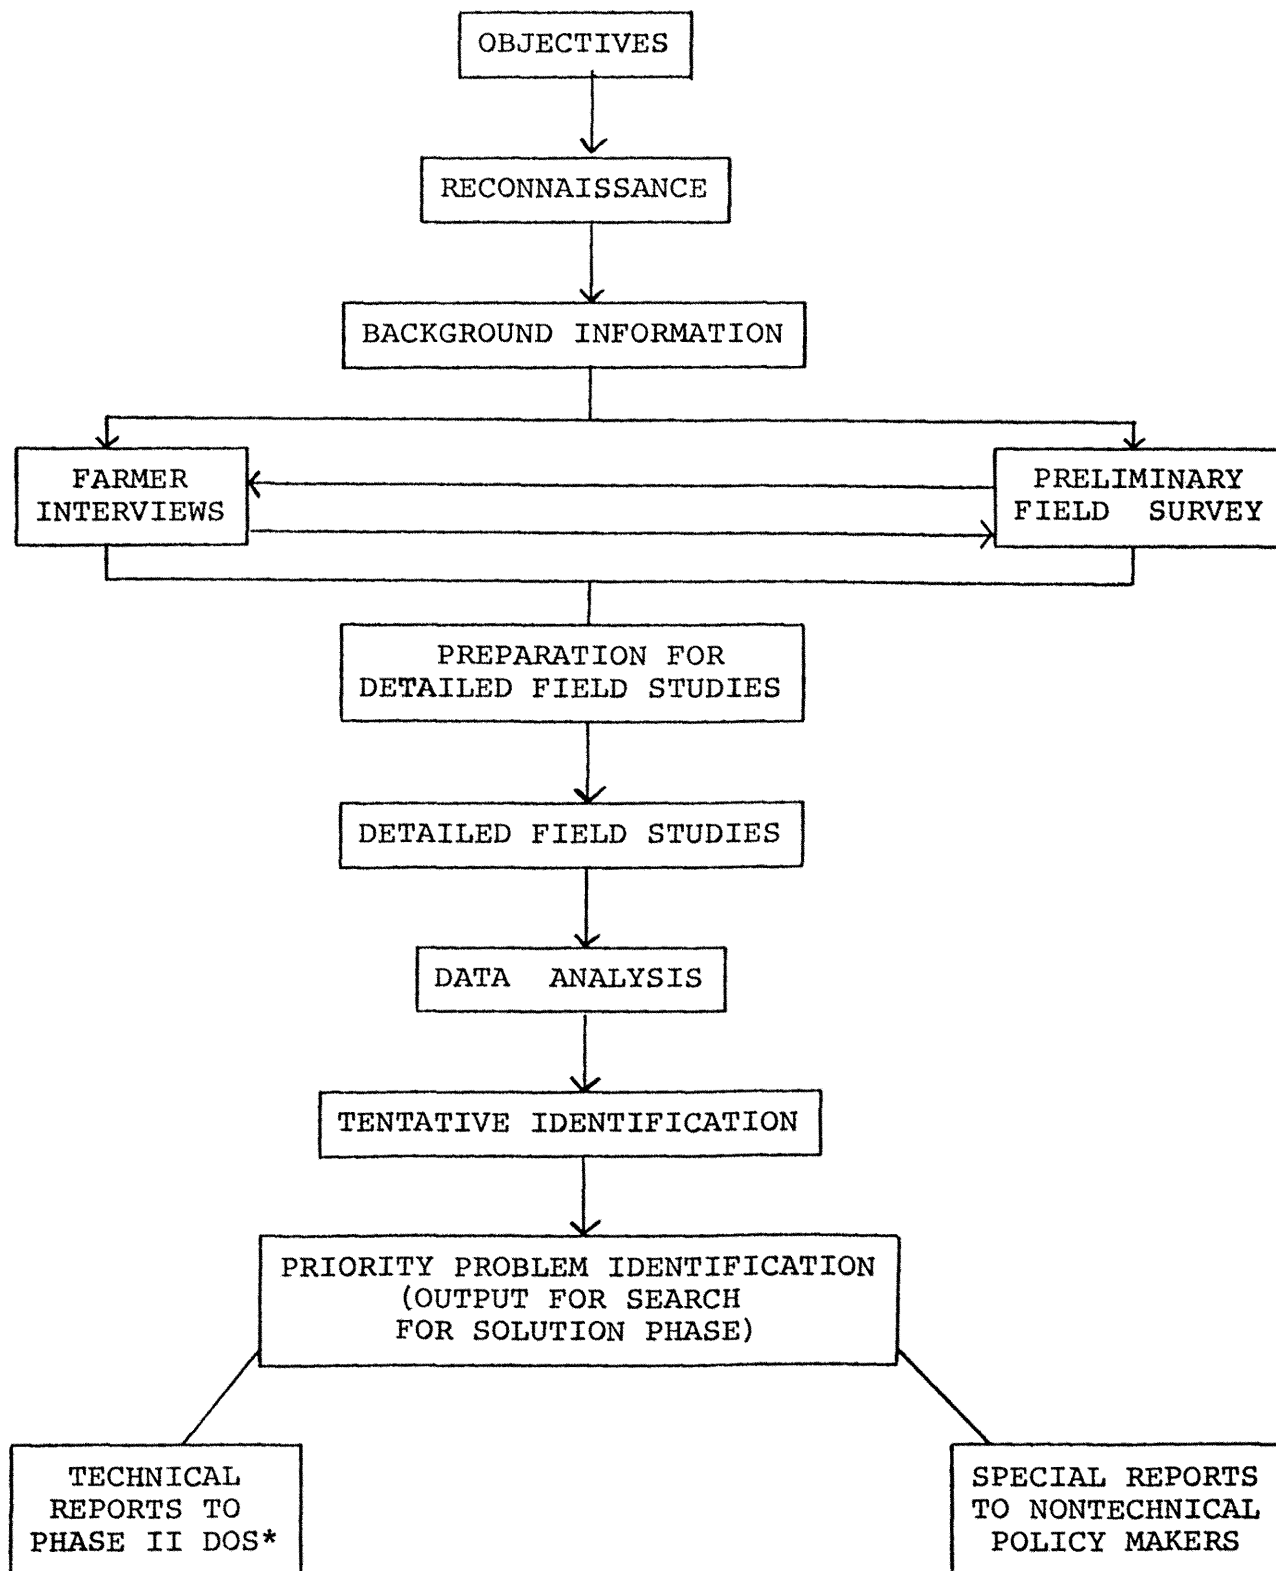 OBJECTIVES
RECONNAISSANCE
BACKGROUND INFORMATION
FARMER
INTERVIEWS
PRELIMINARY
FIELD SURVEY
PREPARATION FOR
DETAILED FIELD STUDIES
DETAILED FIELD STUDIES
DATA ANALYSIS
TENTATIVE IDENTIFICATION
PRIORITY PROBLEM IDENTIFICATION
(OUTPUT FOR SEARCH
FOR SOLUTION PHASE)
TECHNICAL
REPORTS TO
PHASE II DOS*
SPECIAL REPORTS
TO NONTECHNICAL
POLICY MAKERS